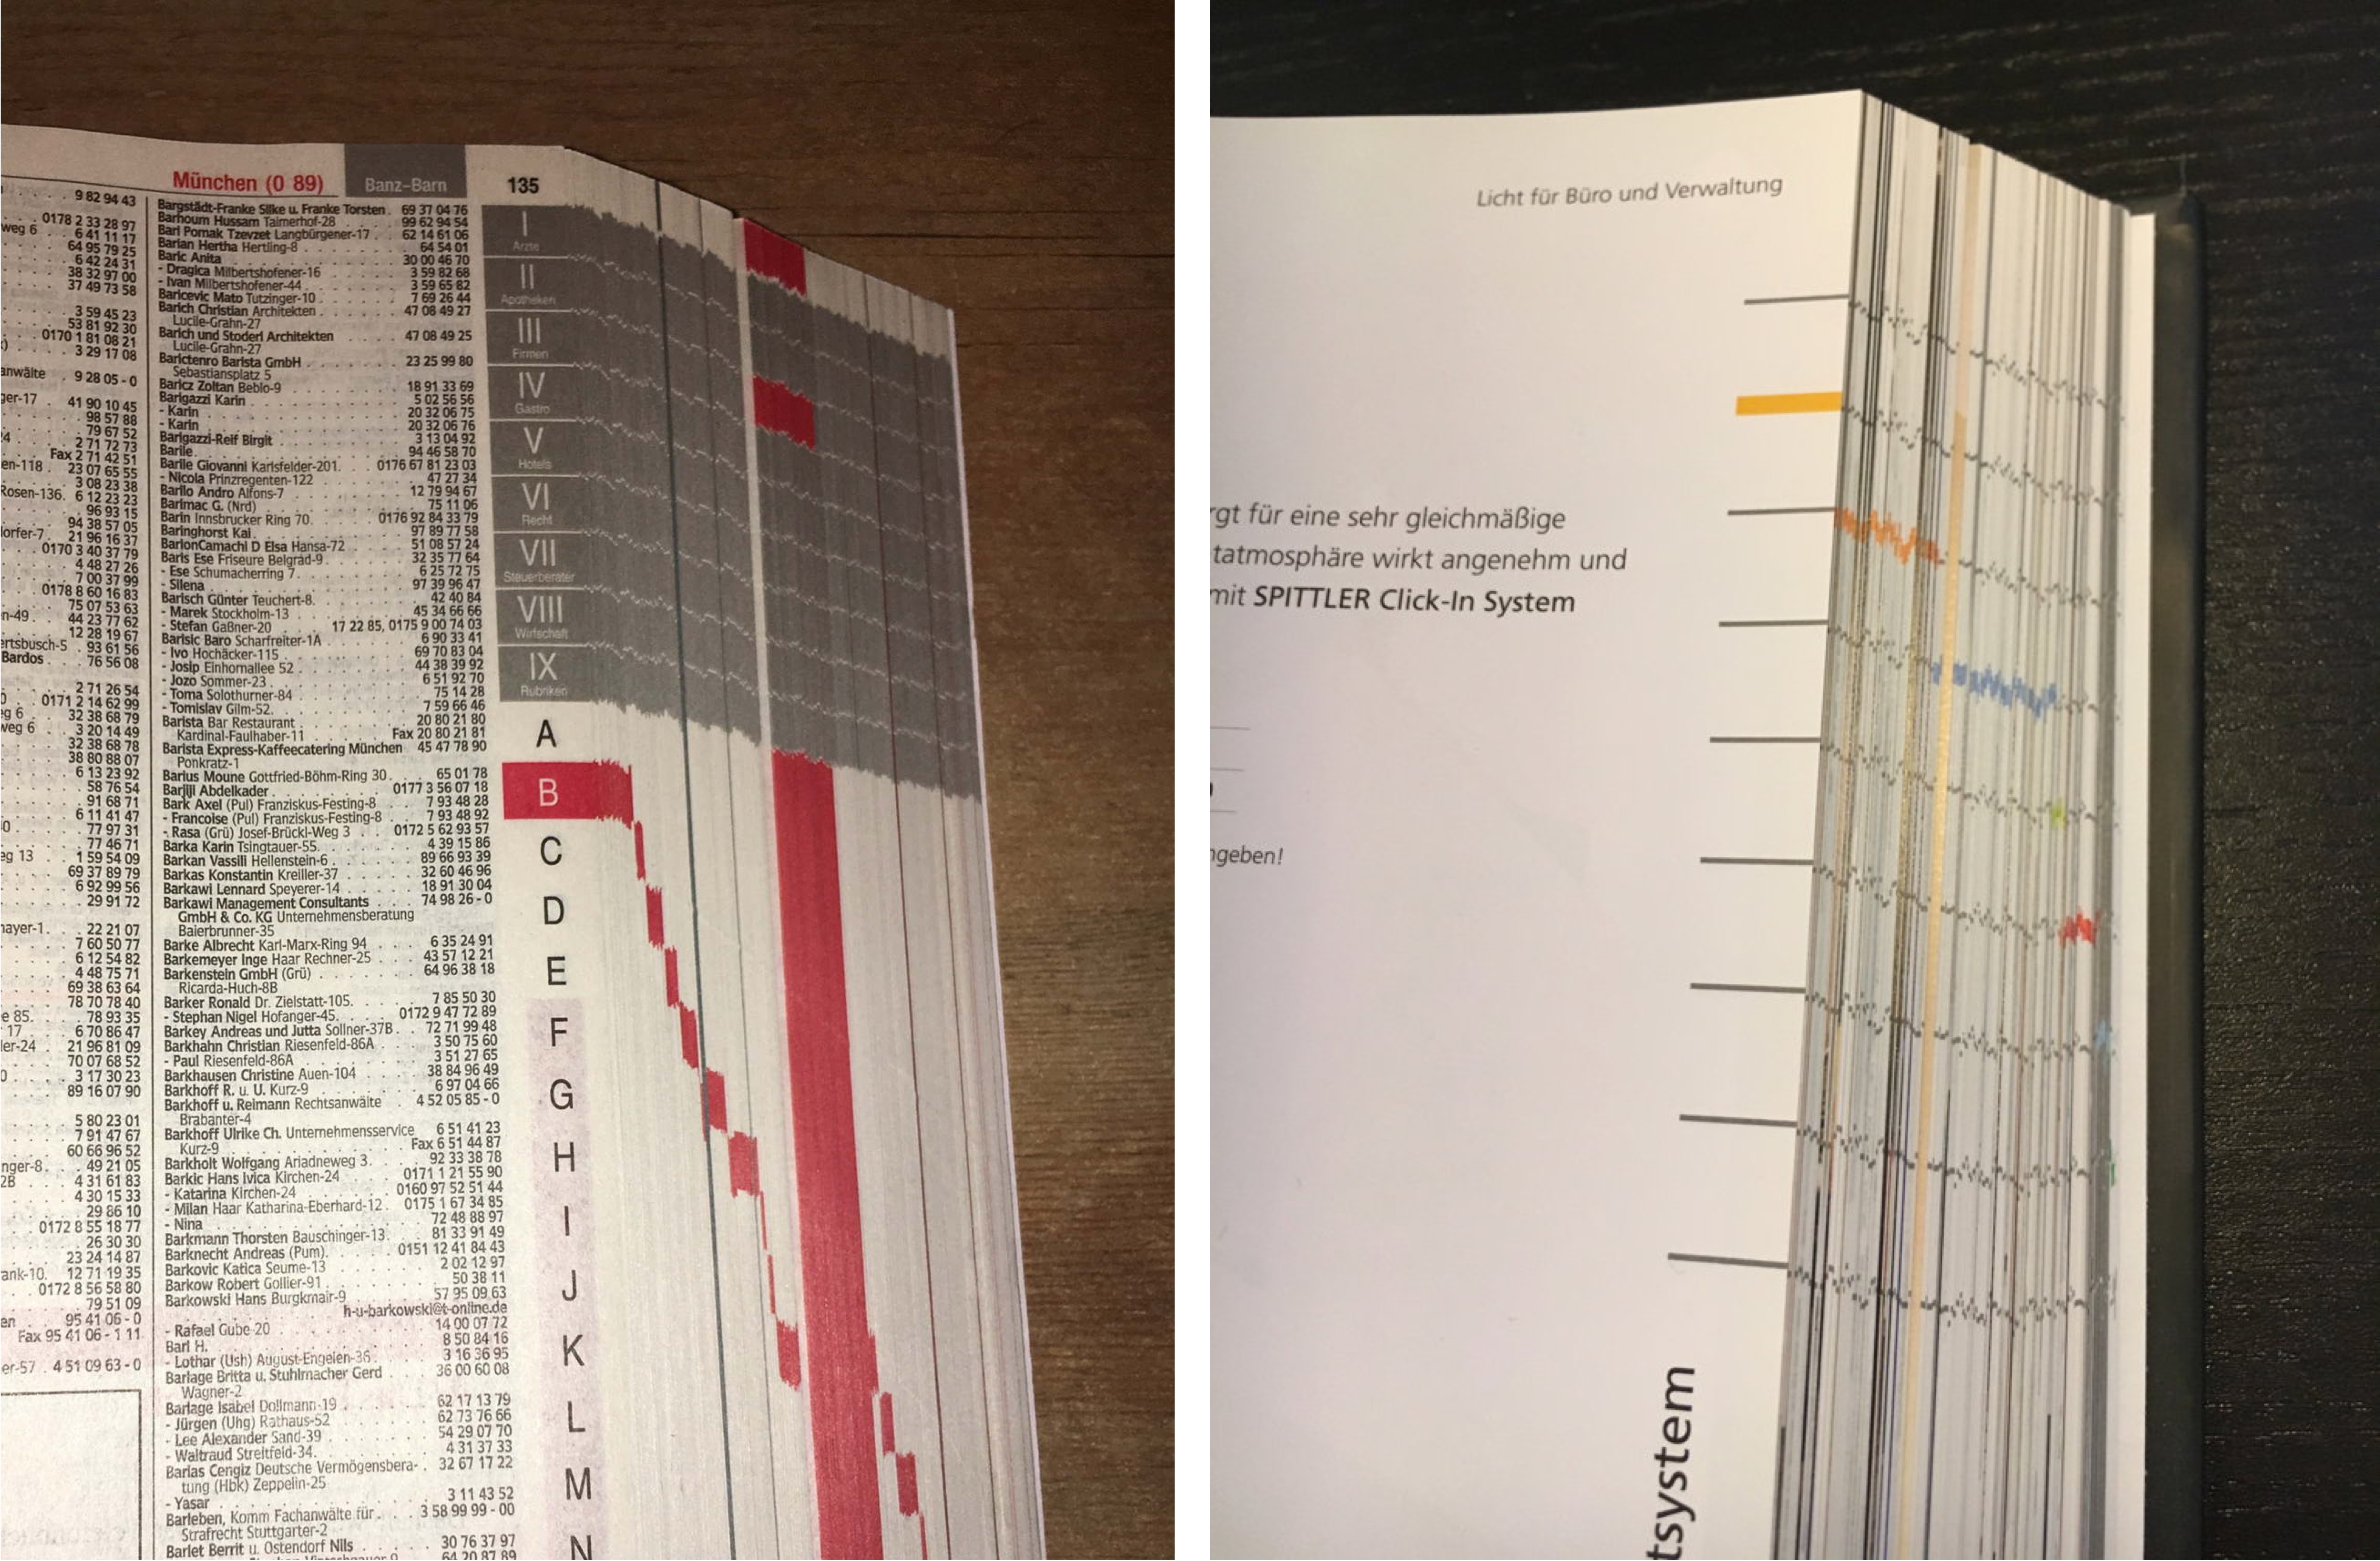 München (0 89)
Banz–Barn
135
9 82 94 43
0178 2 33 28 97
weg 6 . 6 41 11 17
64 95 79 25
6 42 24 31
38 32 97 00
37 49 73 58
3 59 45 23
53 81 92 30
0170 1 81 08 21
3 29 17 08
anwälte . 9 28 05 - 0
ger-17 . 41 90 10 45
98 57 88
79 67 52
2 71 72 73
Fax 2 71 42 51
en-118 . 23 07 65 55
3 08 23 38
Rosen-136. 6 12 23 23
96 93 15
94 38 57 05
dorfer-7. 21 96 16 37
0170 3 40 37 79
4 48 27 26
7 00 37 99
0178 8 60 16 83
75 07 53 63
n-49 . 44 23 77 62
12 28 19 67
ertsbusch-5 . 93 61 56
Bardos . 76 56 08
2 71 26 54
0171 2 14 62 99
eg 6 . 32 38 68 79
weg 6 . 3 20 14 49
32 38 68 78
38 80 88 07
6 13 23 92
58 76 54
91 68 71
6 11 41 47
77 97 31
77 46 71
eg 13 . 1 59 54 09
69 37 89 79
6 92 99 56
29 91 72
mayer-1. 22 21 07
7 60 50 77
6 12 54 82
4 48 75 71
69 38 63 64
78 70 78 40
e 85. 78 93 35
17 . 6 70 86 47
ler-24 . 21 96 81 09
70 07 68 52
3 17 30 23
89 16 07 90
5 80 23 01
7 91 47 67
60 66 96 52
nger-8. 49 21 05
2B . 4 31 61 83
4 30 15 33
29 86 10
0172 8 55 18 77
26 30 30
23 24 14 87
ank-10. 12 71 19 35
0172 8 56 58 80
79 51 09
en . 95 41 06 - 0
Fax 95 41 06 - 1 11
er-57 . 4 51 09 63 - 0
Bargstädt-Franke Silke u. Franke Torsten . 69 37 04 76
Barhoum Hussam Taimerhof-28 . 99 62 94 54
Bari Pomak Tzevzet Langbürgener-17 . 62 14 61 06
Barian Hertha Hertling-8 . 64 54 01
Baric Anita . 30 00 46 70
- Dragica Milbertshofener-16 . 3 59 82 68
- Ivan Milbertshofener-44 . 3 59 65 82
Baricevic Mato Tutzinger-10 . 7 69 26 44
Barich Christian Architekten . 47 08 49 27
Lucile-Grahn-27
Barich und Stoderl Architekten . 47 08 49 25
Lucile-Grahn-27
Barictenro Barista GmbH . 23 25 99 80
Sebastiansplatz 5
Baricz Zoltan Beblo-9 . 18 91 33 69
Barigazzi Karin . 5 02 56 56
- Karin . 20 32 06 75
- Karin . 20 32 06 76
Barigazzi-Reif Birgit . 3 13 04 92
Barile . 94 46 58 70
Barile Giovanni Karlsfelder-201. 0176 67 81 23 03
- Nicola Prinzregenten-122 . 47 27 34
Barilo Andro Alfons-7 . 12 79 94 67
Barimac G. (Nrd) . 75 11 06
Barin Innsbrucker Ring 70. 0176 92 84 33 79
Baringhorst Kai . 97 89 77 58
BarionCamachi D Elsa Hansa-72 . 51 08 57 24
Baris Ese Friseure Belgrad-9 . 32 35 77 64
- Ese Schumacherring 7. 6 25 72 75
- Silena . 97 39 96 47
Barisch Günter Teuchert-8. 42 40 84
- Marek Stockholm-13 . 45 34 66 66
- Stefan Gaßner-20 . 17 22 85, 0175 9 00 74 03
Barisic Baro Scharfreiter-1A . 6 90 33 41
- Ivo Hochäcker-115 . 69 70 83 04
- Josip Einhornallee 52 . 44 38 39 92
- Jozo Sommer-23 . 6 51 92 70
- Toma Solothurner-84 . 75 14 28
- Tomislav Gilm-52. 7 59 66 46
Barista Bar Restaurant . 20 80 21 80
Kardinal-Faulhaber-11 . Fax 20 80 21 81
Barista Express-Kaffeecatering München 45 47 78 90
Ponkratz-1
Barius Moune Gottfried-Böhm-Ring 30 . 65 01 78
Barjiji Abdelkader . 0177 3 56 07 18
Bark Axel (Pul) Franziskus-Festing-8 . 7 93 48 28
- Francoise (Pul) Franziskus-Festing-8 . 7 93 48 92
- Rasa (Grü) Josef-Brückl-Weg 3 . 0172 5 62 93 57
Barka Karin Tsingtauer-55. 4 39 15 86
Barkan Vassili Hellenstein-6 . 89 66 93 39
Barkas Konstantin Kreiller-37 . 32 60 46 96
Barkawi Lennard Speyerer-14 . 18 91 30 04
Barkawi Management Consultants . 74 98 26 - 0
GmbH & Co. KG Unternehmensberatung
Baierbrunner-35
Barke Albrecht Karl-Marx-Ring 94 . 6 35 24 91
Barkemeyer Inge Haar Rechner-25 . 43 57 12 21
Barkenstein GmbH (Grü) . 64 96 38 18
Ricarda-Huch-8B
Barker Ronald Dr. Zielstatt-105. 7 85 50 30
- Stephan Nigel Hofanger-45. 0172 9 47 72 89
Barkey Andreas und Jutta Sollner-37B . 72 71 99 48
Barkhahn Christian Riesenfeld-86A . 3 50 75 60
- Paul Riesenfeld-86A . 3 51 27 65
Barkhausen Christine Auen-104 . 38 84 96 49
Barkhoff R. u. U. Kurz-9 . 6 97 04 66
Barkhoff u. Reimann Rechtsanwälte . 4 52 05 85 - 0
Brabanter-4
Barkhoff Ulrike Ch. Unternehmensservice 6 51 41 23
Kurz-9 . Fax 6 51 44 87
Barkholt Wolfgang Ariadneweg 3. 92 33 38 78
Barkic Hans Ivica Kirchen-24 . 0171 1 21 55 90
- Katarina Kirchen-24 . 0160 97 52 51 44
- Milan Haar Katharina-Eberhard-12 . 0175 1 67 34 85
- Nina . 72 48 88 97
Barkmann Thorsten Bauschinger-13. 81 33 91 49
Barknecht Andreas (Pum). 0151 12 41 84 43
Barkovic Katica Seume-13 . 2 02 12 97
Barkow Robert Gollier-91 . 50 38 11
Barkowski Hans Burgkmair-9 . 57 95 09 63
h-u-barkowski@t-online.de
- Rafael Gube-20 . 14 00 07 72
Barl H. . 8 50 84 16
- Lothar (Ush) August-Engelen-36 . 3 16 36 95
Barlage Britta u. Stuhlmacher Gerd . 36 00 60 08
Wagner-2
Barlage Isabel Dollmann-19 . 62 17 13 79
- Jürgen (Uhg) Rathaus-52 . 62 73 76 66
- Lee Alexander Sand-39 . 54 29 07 70
- Waltraud Streitfeld-34. 4 31 37 33
Barlas Cengiz Deutsche Vermögensbera- . 32 67 17 22
tung (Hbk) Zeppelin-25
- Yasar . 3 11 43 52
Barleben, Komm Fachanwälte für . 3 58 99 99 - 00
Strafrecht Stuttgarter-2
Barlet Berrit u. Ostendorf Nils . 30 76 37 97
64 20 87 89
I
Ärzte
II
Apotheken
III
Firmen
IV
Gastro
V
Hotels
VI
Recht
VII
Steuerberater
VIII
Wirtschaft
IX
Rubriken
A
B
C
D
E
F
G
H
I
J
K
L
M
N
Licht für Büro und Verwaltung
rgt für eine sehr gleichmäßige
tatmosphäre wirkt angenehm und
mit SPITTLER Click-In System
ngeben!
tsystem